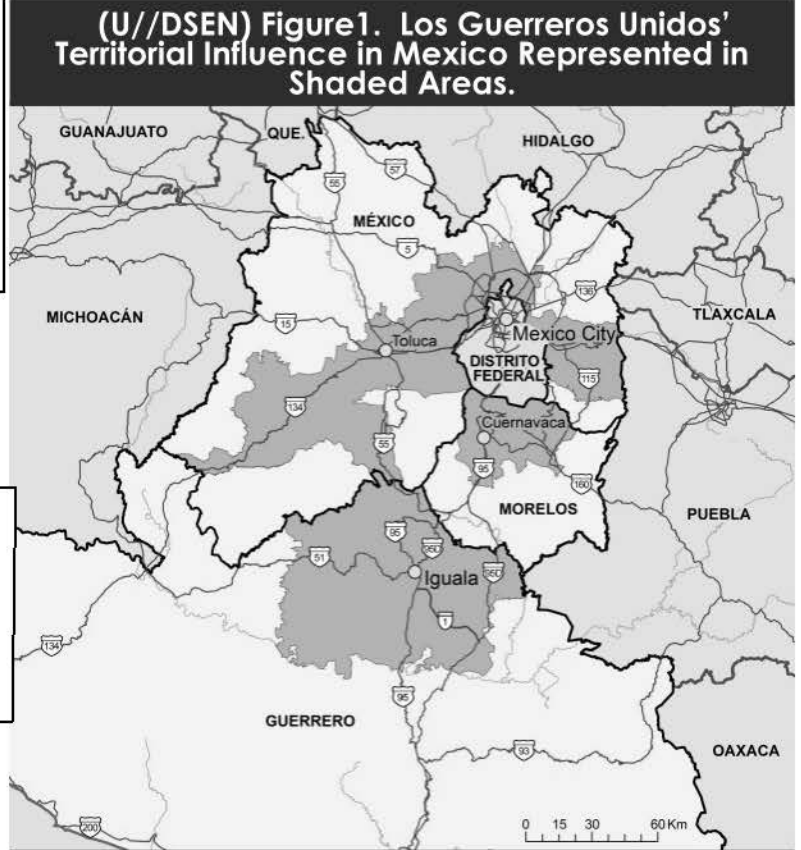 (U//DSEN) Figure1. Los Guerreros Unidos’
Territorial Influence in Mexico Represented in
Shaded Areas.
GUANAJUATO
QUE.
HIDALGO
57
55
MÉXICO
5
136
MICHOACÁN
TLAXCALA
15
Toluca
Mexico City
DISTRITO
FEDERAL
115
134
Cuernavaca
55
95
160
MORELOS
PUEBLA
95
95D
51
Iguala
95D
1
134
95
GUERRERO
93
OAXACA
200
0 15 30 60 Km